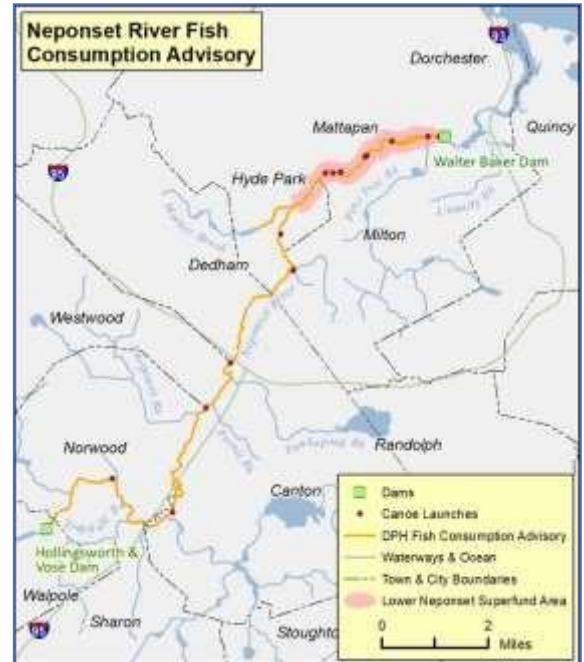 Neponset River Fish
Consumption Advisory
93
Dorchester
Mattapan
Quincy
Walter Baker Dam
95
Hyde Park
Milton
Dedham
Westwood
Norwood
Randolph
Canton
Hollingsworth &
Vose Dam
Walpole
Sharon
95
Stoughto
Dams
Canoe Launches
DPH Fish Consumption Advisory
Waterways & Ocean
Town & City Boundaries
Lower Neponset Superfund Area
0 2
Miles